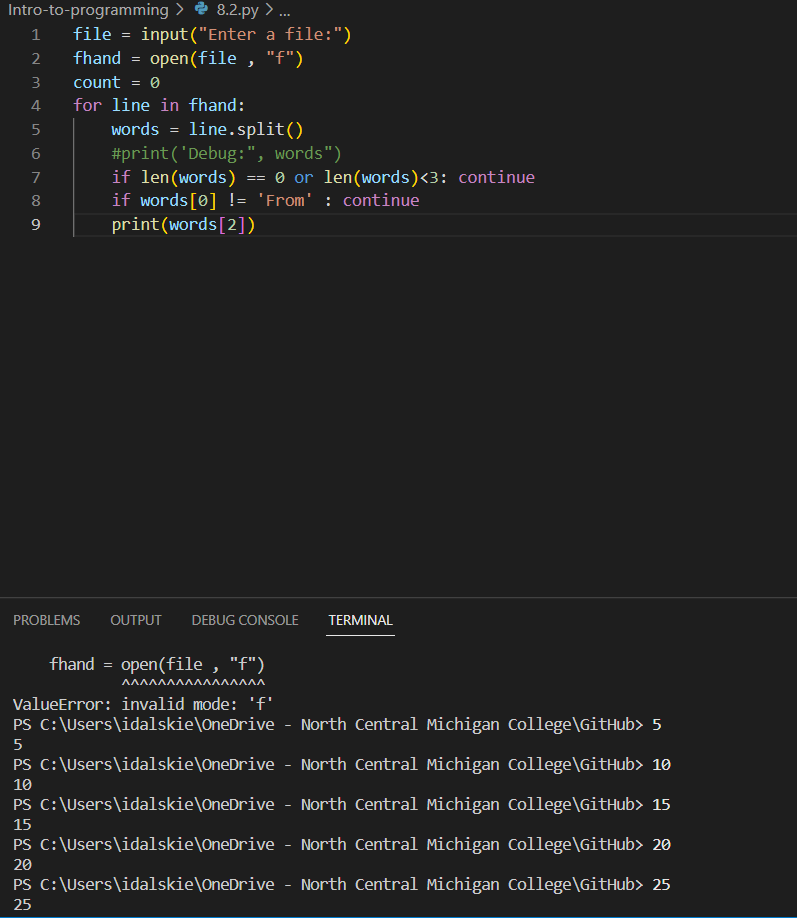 Intro-to-programming > 8.2.py > ...
1 file = input("Enter a file:")
2 fhand = open(file , "f")
3 count = 0
4 for line in fhand:
5     words = line.split()
6     #print('Debug:", words")
7     if len(words) == 0 or len(words)<3: continue
8     if words[0] != 'From' : continue
9     print(words[2])
PROBLEMS OUTPUT DEBUG CONSOLE TERMINAL
    fhand = open(file , "f")
            ^^^^^^^^^^^^^^^^
ValueError: invalid mode: 'f'
PS C:\Users\idalskie\OneDrive - North Central Michigan College\GitHub> 5
5
PS C:\Users\idalskie\OneDrive - North Central Michigan College\GitHub> 10
10
PS C:\Users\idalskie\OneDrive - North Central Michigan College\GitHub> 15
15
PS C:\Users\idalskie\OneDrive - North Central Michigan College\GitHub> 20
20
PS C:\Users\idalskie\OneDrive - North Central Michigan College\GitHub> 25
25